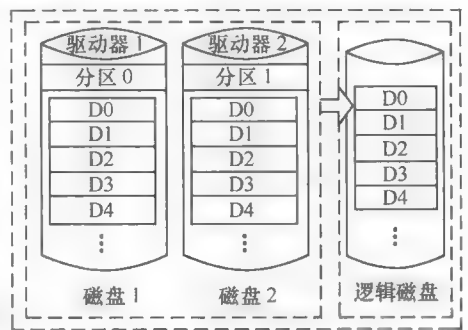 驱动器1 驱动器2
分区0 分区1
D0 D0 D0
D1 D1 D1
D2 D2 D2
D3 D3 D3
D4 D4 D4
⋮ ⋮ ⋮
磁盘1 磁盘2 逻辑磁盘